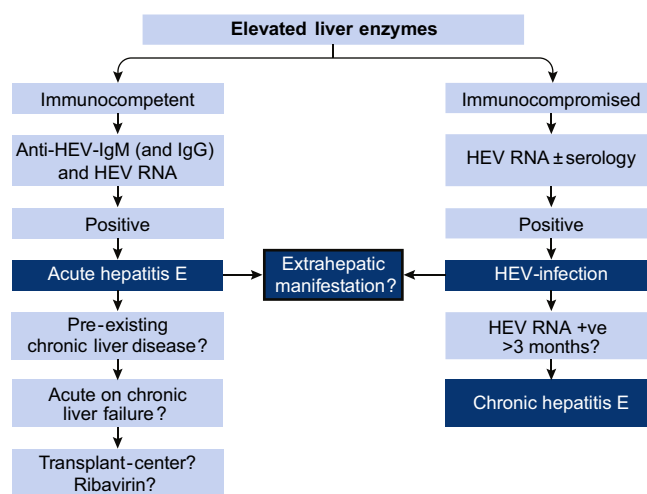 Elevated liver enzymes
Immunocompetent
Anti-HEV-IgM (and IgG)
and HEV RNA
Positive
Acute hepatitis E
Pre-existing
chronic liver disease?
Acute on chronic
liver failure?
Transplant-center?
Ribavirin?
Extrahepatic
manifestation?
Immunocompromised
HEV RNA ± serology
Positive
HEV-infection
HEV RNA +ve
>3 months?
Chronic hepatitis E